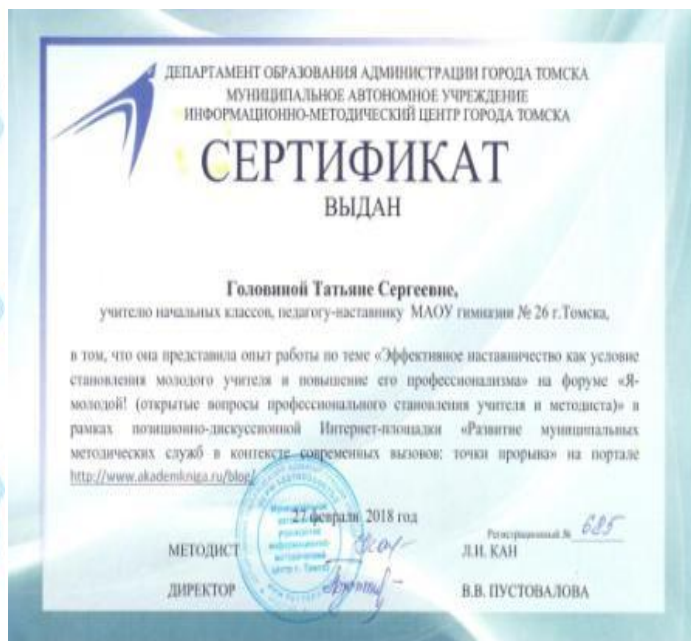 ДЕПАРТАМЕНТ ОБРАЗОВАНИЯ АДМИНИСТРАЦИИ ГОРОДА ТОМСКА
МУНИЦИПАЛЬНОЕ АВТОНОМНОЕ УЧРЕЖДЕНИЕ
ИНФОРМАЦИОННО-МЕТОДИЧЕСКИЙ ЦЕНТР ГОРОДА ТОМСКА
СЕРТИФИКАТ
ВЫДАН
Головиной Татьяне Сергеевне,
учителю начальных классов, педагогу-наставнику МАОУ гимназии № 26 г.Томска,
в том, что она представила опыт работы по теме «Эффективное наставничество как условие
становления молодого учителя и повышение его профессионализма» на форуме «Я-
молодой! (открытые вопросы профессионального становления учителя и методиста)» в
рамках позиционно-дискуссионной Интернет-площадки «Развитие муниципальных
методических служб в контексте современных вызовов: точки прорыва» на портале
http://www.akademkniga.ru/blog/
27 февраля 2018 год
Регистрационный № 685
МЕТОДИСТ Л.И. КАН
ДИРЕКТОР В.В. ПУСТОВАЛОВА